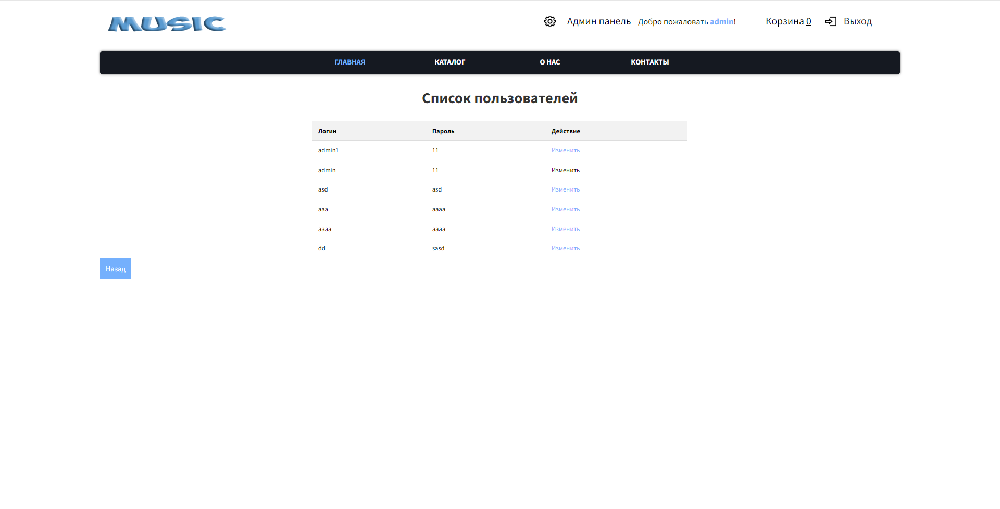 MUSIC
Админ панель Добро пожаловать admin! Корзина 0 Выход
ГЛАВНАЯ КАТАЛОГ О НАС КОНТАКТЫ
Список пользователей
Логин Пароль Действие
admin1 11 Изменить
admin 11 Изменить
asd asd Изменить
aaa aaaa Изменить
aaaa aaaa Изменить
dd sasd Изменить
Назад